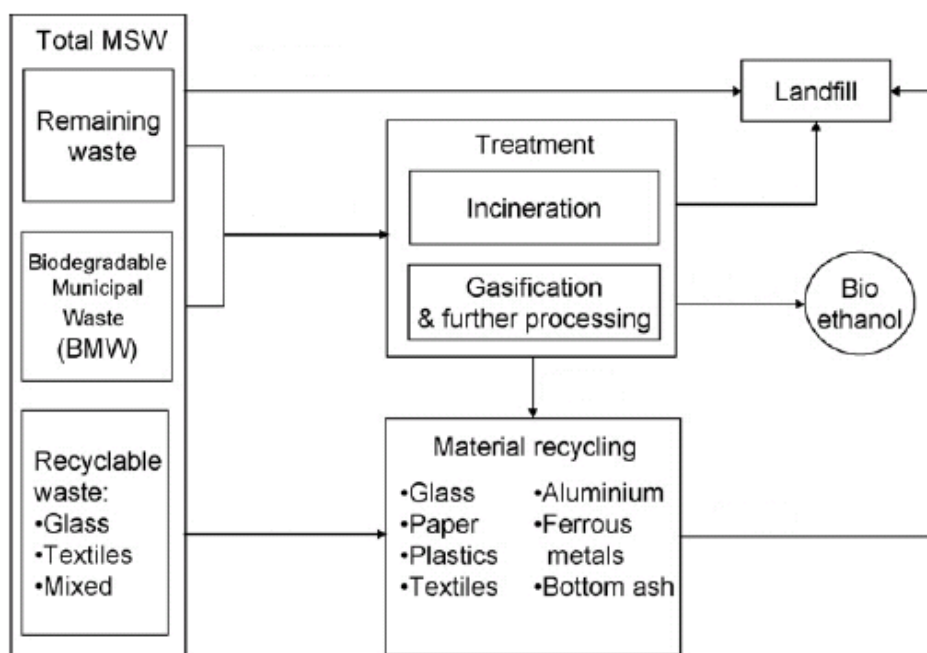 Total MSW
Remaining
waste
Biodegradable
Municipal
Waste
(BMW)
Recyclable
waste:
•Glass
•Textiles
•Mixed
Treatment
Incineration
Gasification
& further processing
Material recycling
•Glass
•Paper
•Plastics
•Textiles
•Aluminium
•Ferrous
metals
•Bottom ash
Landfill
Bio
ethanol